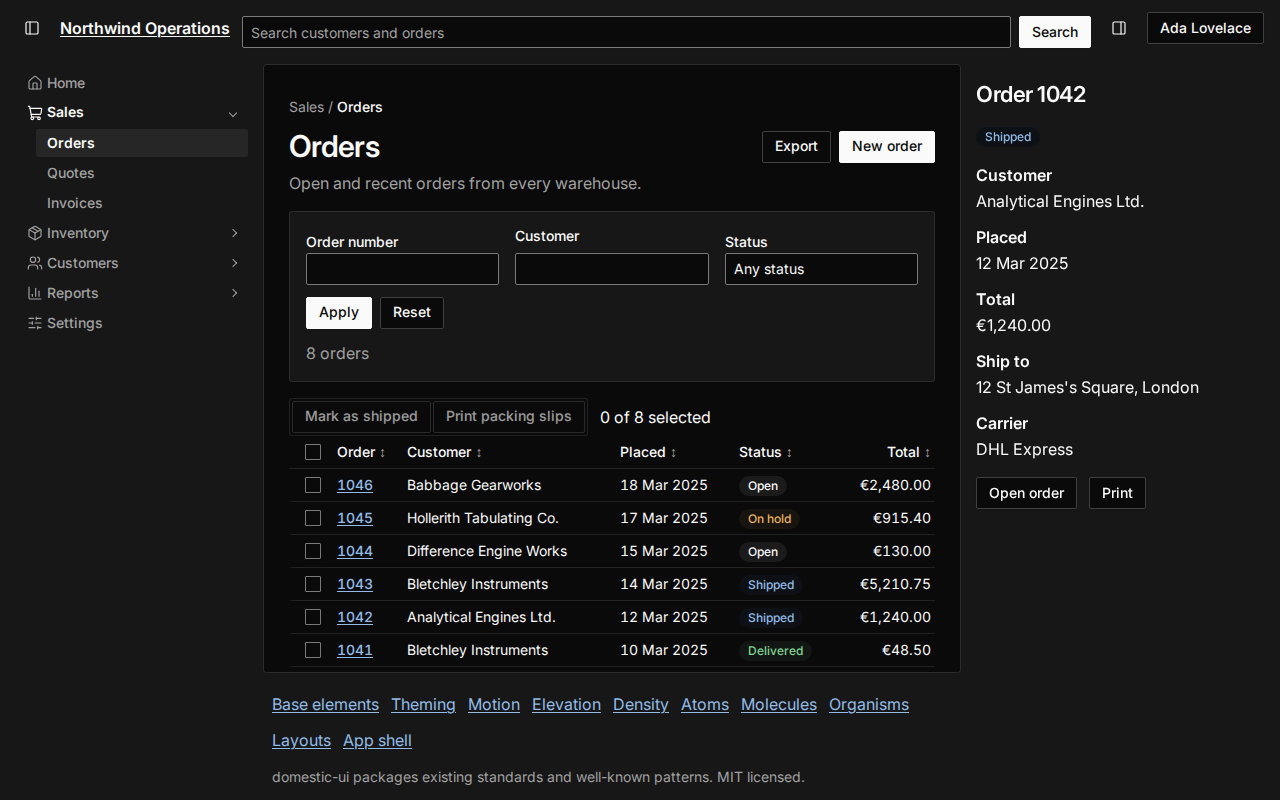 Northwind Operations
Search customers and orders
Search
Ada Lovelace
Home
Sales
Orders
Quotes
Invoices
Inventory
Customers
Reports
Settings
Sales / Orders
Orders
Export
New order
Open and recent orders from every warehouse.
Order number
Customer
Status
Any status
Apply
Reset
8 orders
Mark as shipped
Print packing slips
0 of 8 selected
Order ↕ Customer ↕ Placed ↕ Status ↕ Total ↕
1046 Babbage Gearworks 18 Mar 2025 Open €2,480.00
1045 Hollerith Tabulating Co. 17 Mar 2025 On hold €915.40
1044 Difference Engine Works 15 Mar 2025 Open €130.00
1043 Bletchley Instruments 14 Mar 2025 Shipped €5,210.75
1042 Analytical Engines Ltd. 12 Mar 2025 Shipped €1,240.00
1041 Bletchley Instruments 10 Mar 2025 Delivered €48.50
Order 1042
Shipped
Customer
Analytical Engines Ltd.
Placed
12 Mar 2025
Total
€1,240.00
Ship to
12 St James's Square, London
Carrier
DHL Express
Open order
Print
Base elements Theming Motion Elevation Density Atoms Molecules Organisms
Layouts App shell
domestic-ui packages existing standards and well-known patterns. MIT licensed.